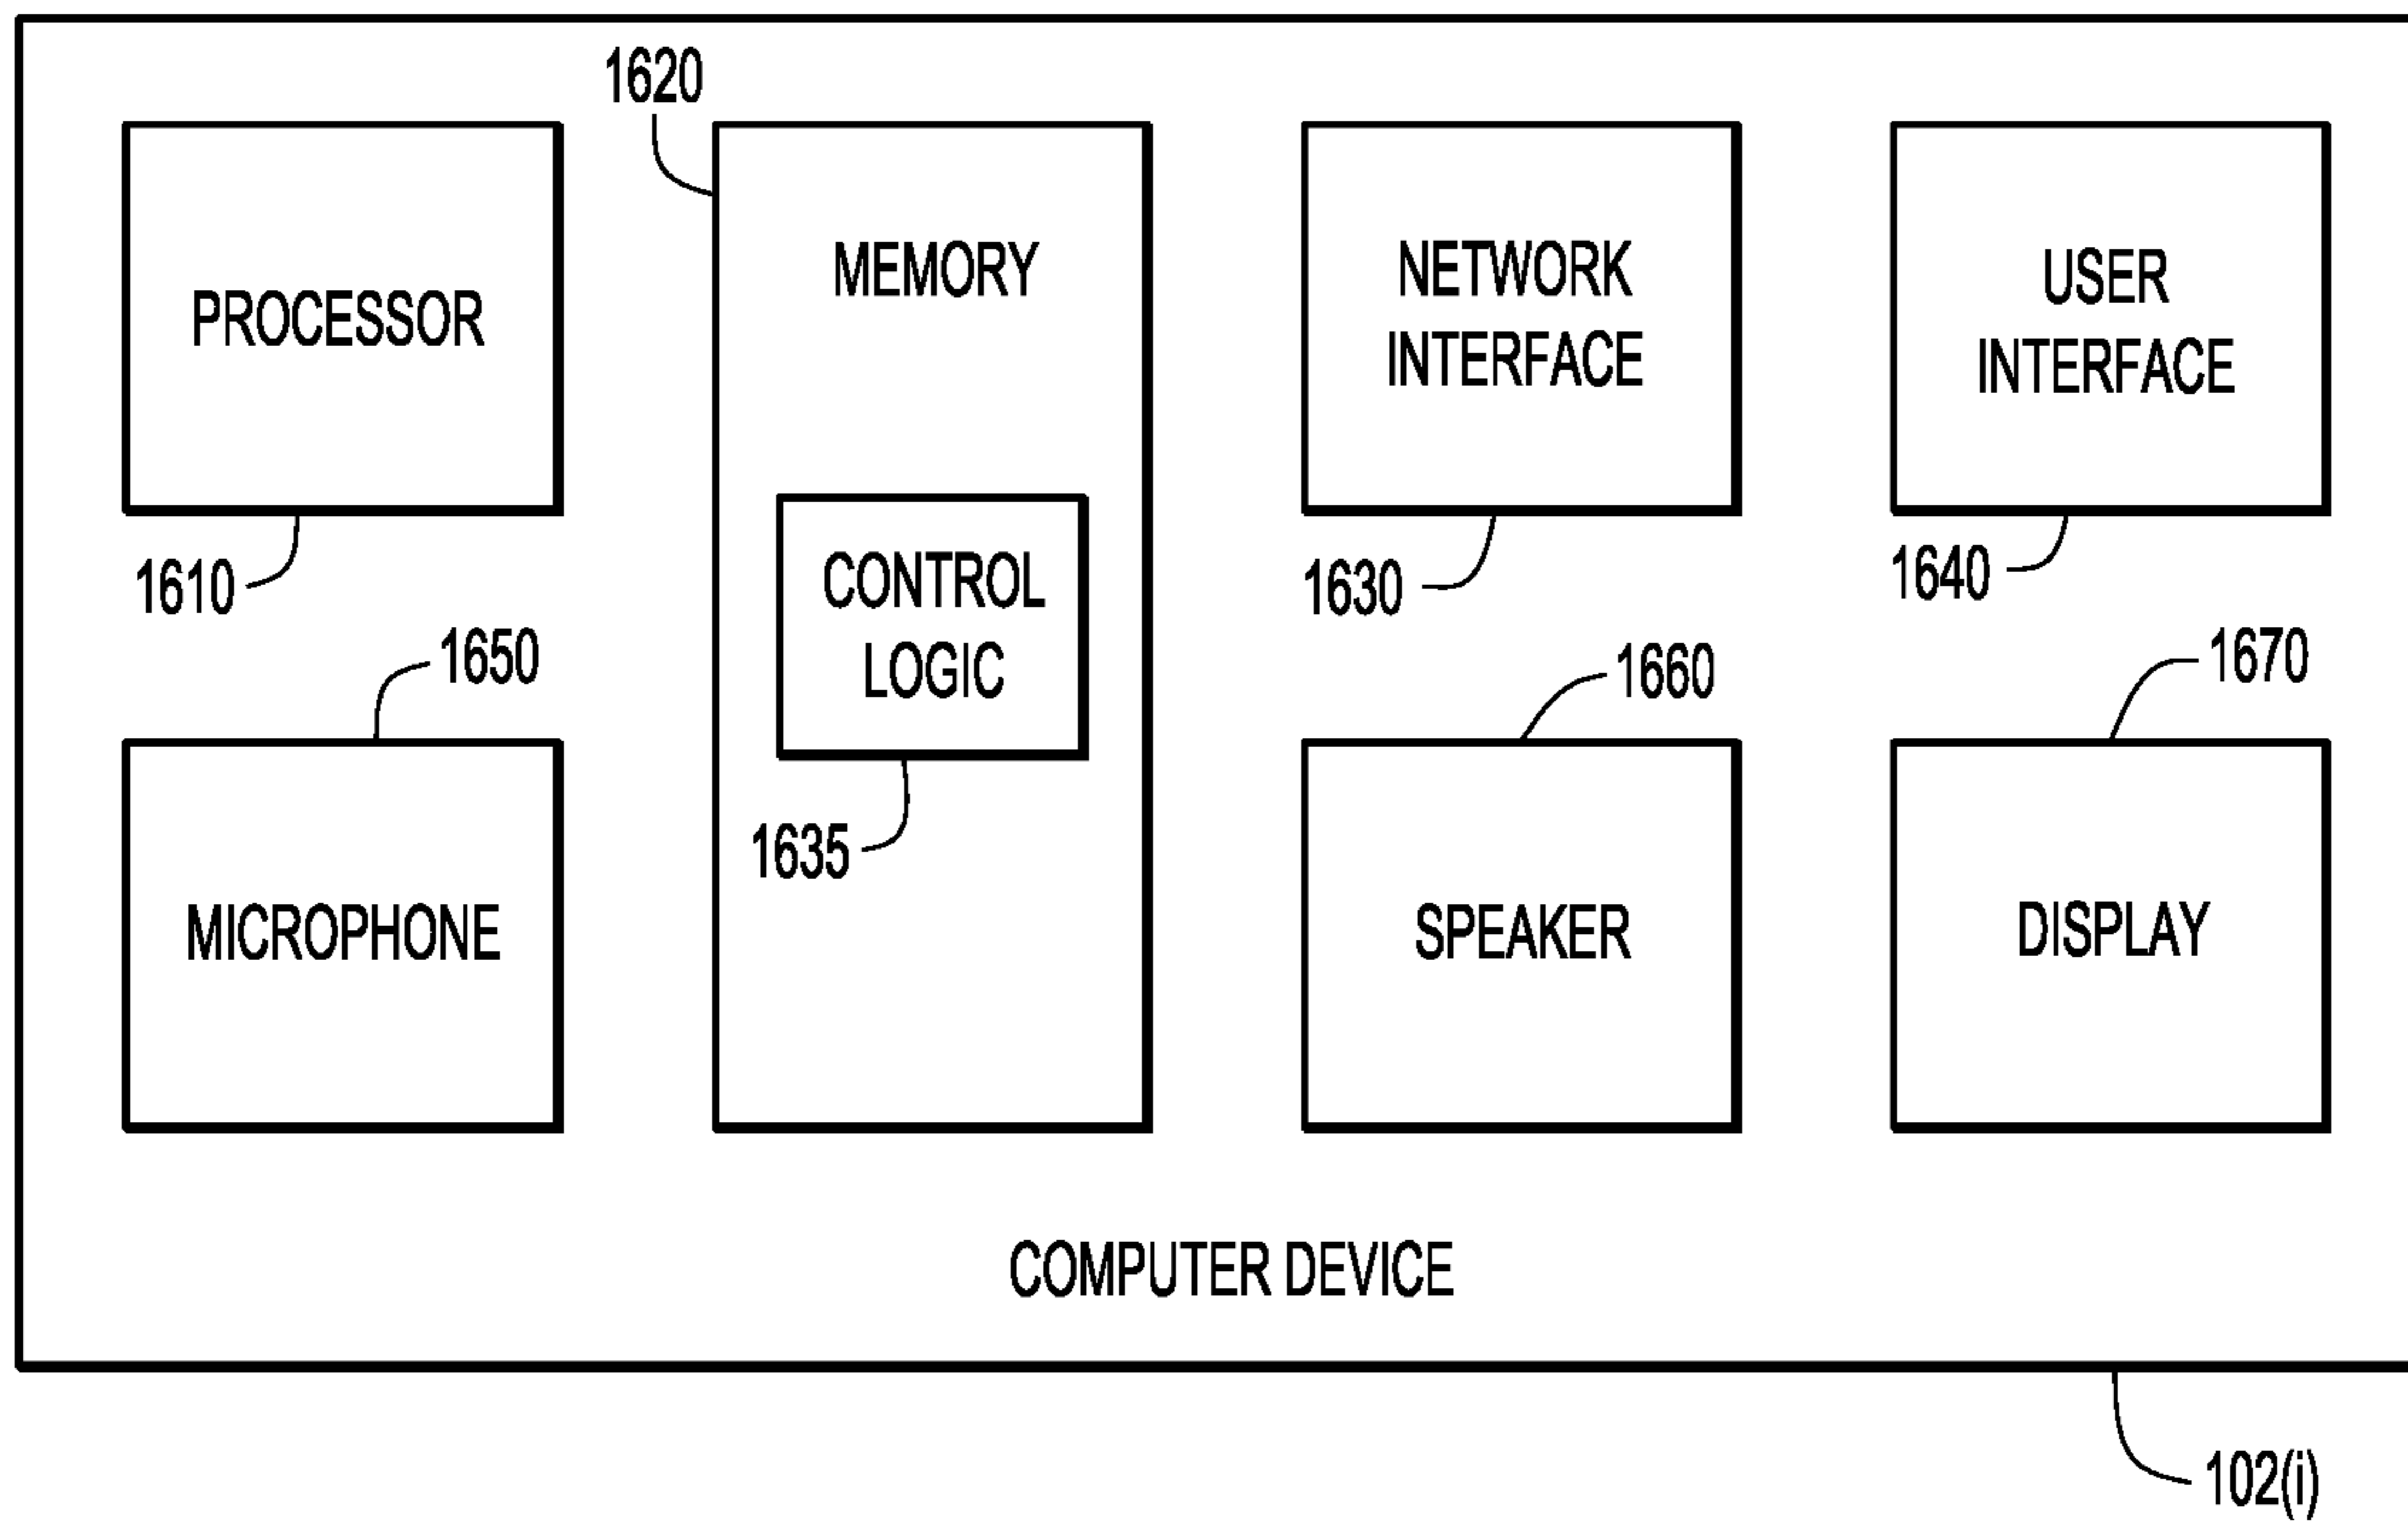 1620
PROCESSOR
MEMORY
NETWORK
INTERFACE
USER
INTERFACE
1610
CONTROL
LOGIC
1630
1640
1650
1660
1670
1635
MICROPHONE
SPEAKER
DISPLAY
COMPUTER DEVICE
102(i)